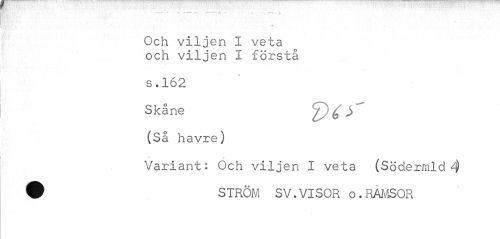 Och viljen I veta
och viljen I förstå
s.162
Skåne
D65
(Så havre)
Variant: Och viljen I veta (Södermld 4)
STRÖM SV.VISOR o.RAMSOR